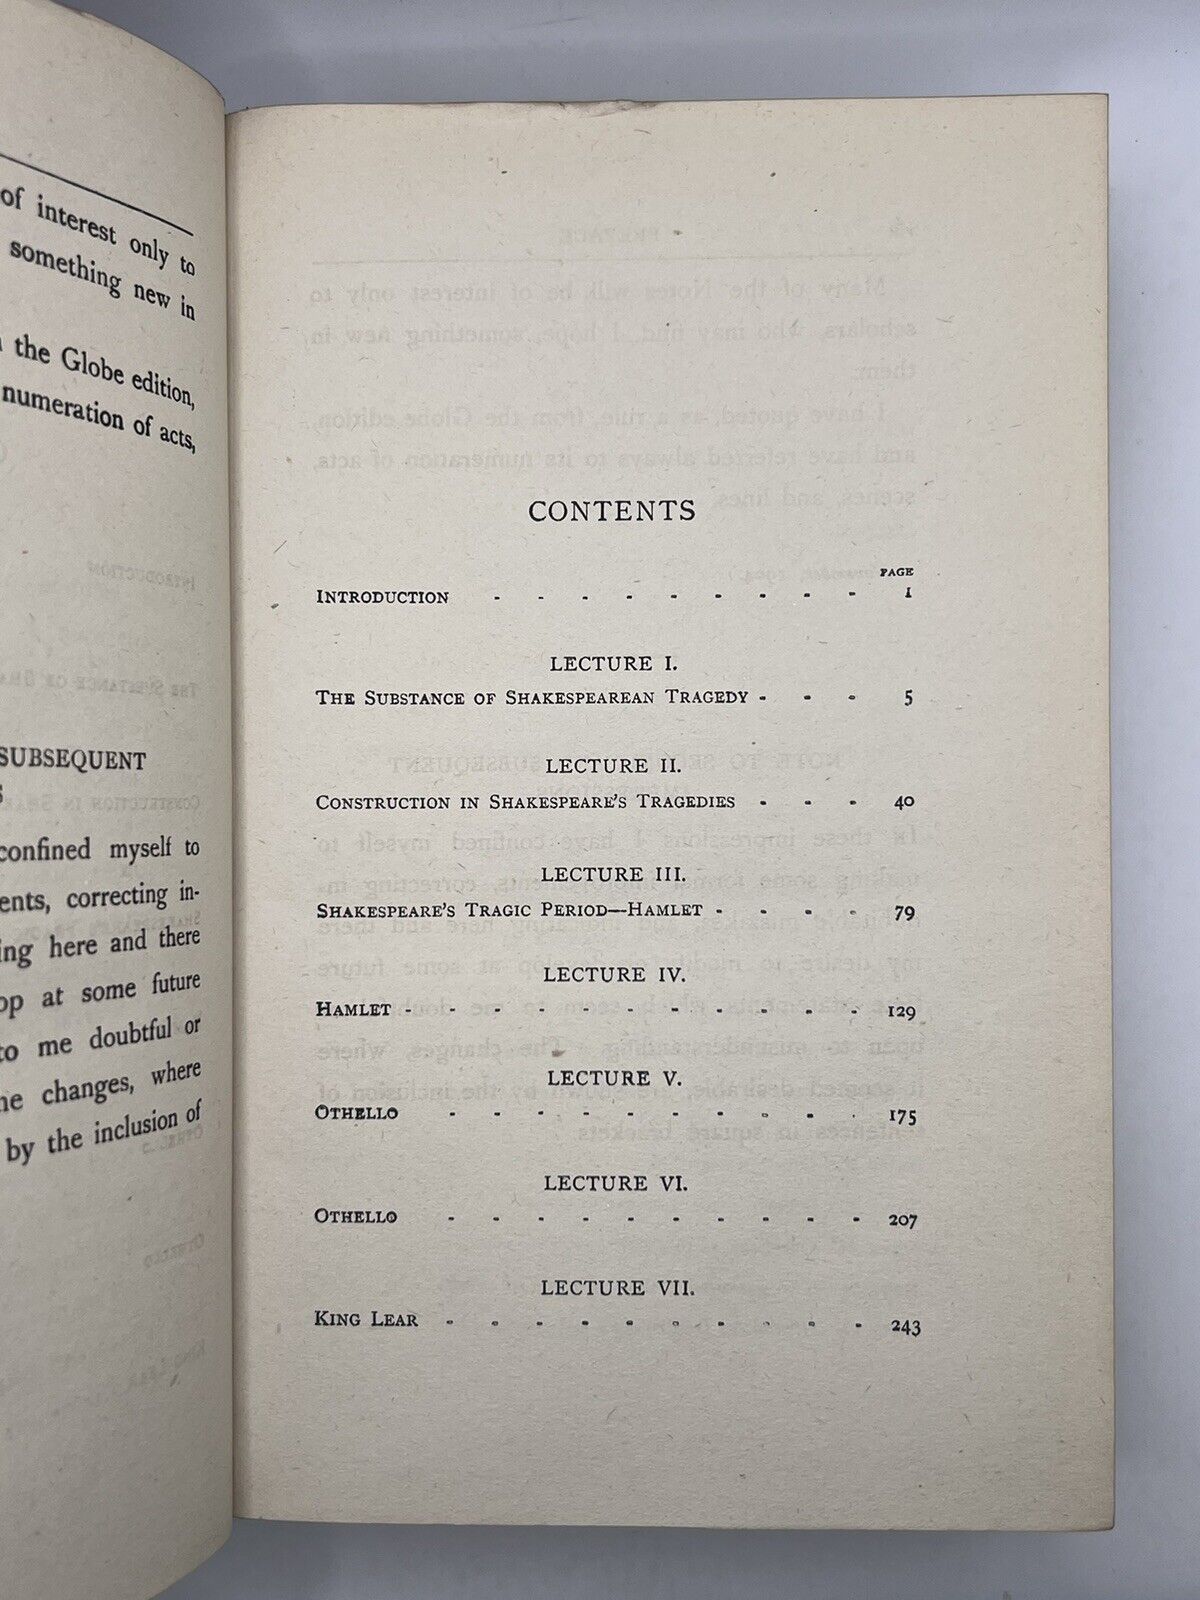 of interest only to
something new in
the Globe edition,
numeration of acts,
SUBSEQUENT
confined myself to
ents, correcting in-
ing here and there
op at some future
to me doubtful or
he changes, where
by the inclusion of
CONTENTS
PAGE
INTRODUCTION - - - - - - - - - 1
LECTURE I.
THE SUBSTANCE OF SHAKESPEAREAN TRAGEDY - - - 5
LECTURE II.
CONSTRUCTION IN SHAKESPEARE'S TRAGEDIES - - - 40
LECTURE III.
SHAKESPEARE'S TRAGIC PERIOD—HAMLET - - - - 79
LECTURE IV.
HAMLET - - - - - - - - - - - 129
LECTURE V.
OTHELLO - - - - - - - - - - 175
LECTURE VI.
OTHELLO - - - - - - - - - - 207
LECTURE VII.
KING LEAR - - - - - - - - - - 243